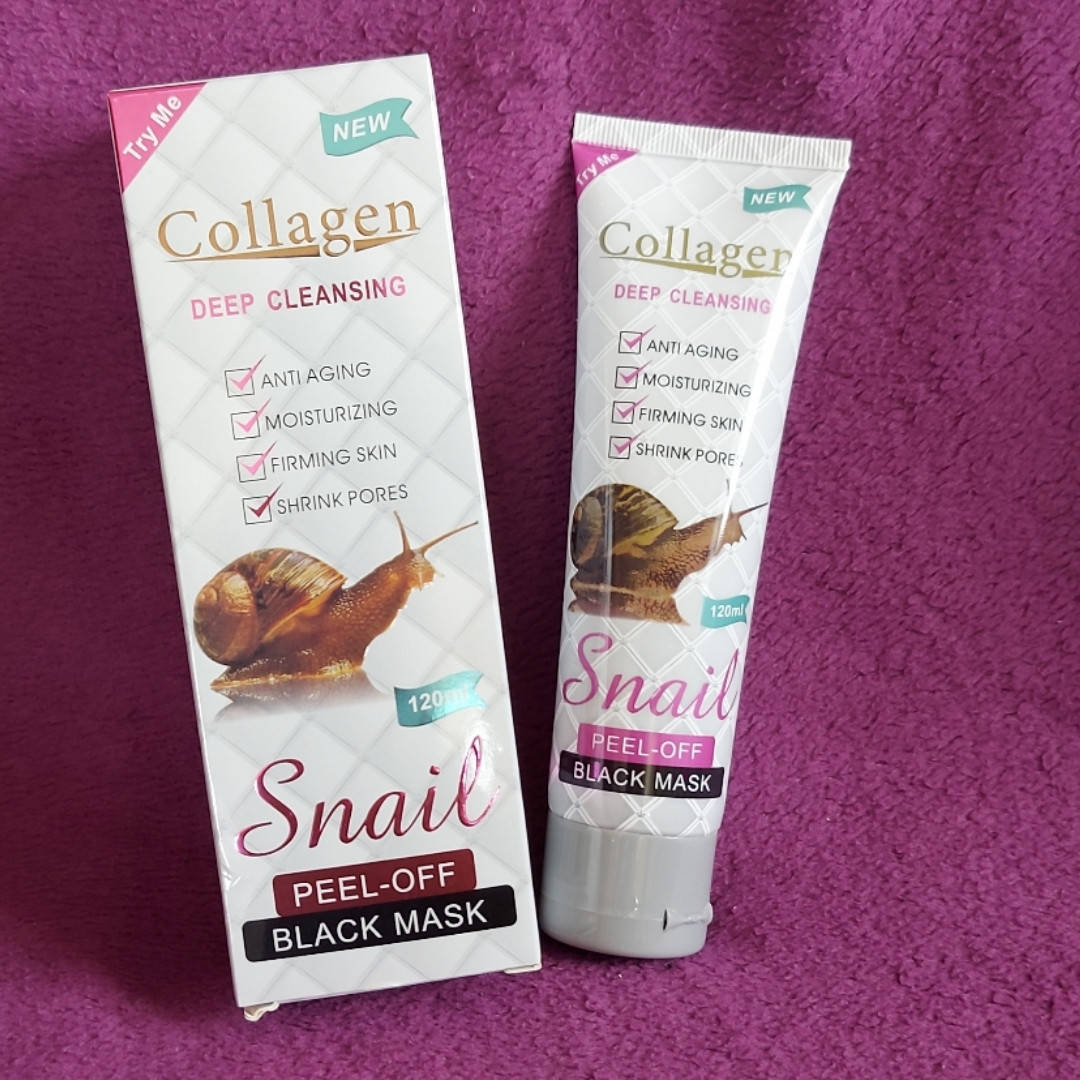 Try Me
NEW
Collagen
DEEP CLEANSING
ANTI AGING
MOISTURIZING
FIRMING SKIN
SHRINK PORES
120ml
Snail
PEEL-OFF
BLACK MASK
Try Me
NEW
Collagen
DEEP CLEANSING
ANTI AGING
MOISTURIZING
FIRMING SKIN
SHRINK PORES
120ml
Snail
PEEL-OFF
BLACK MASK